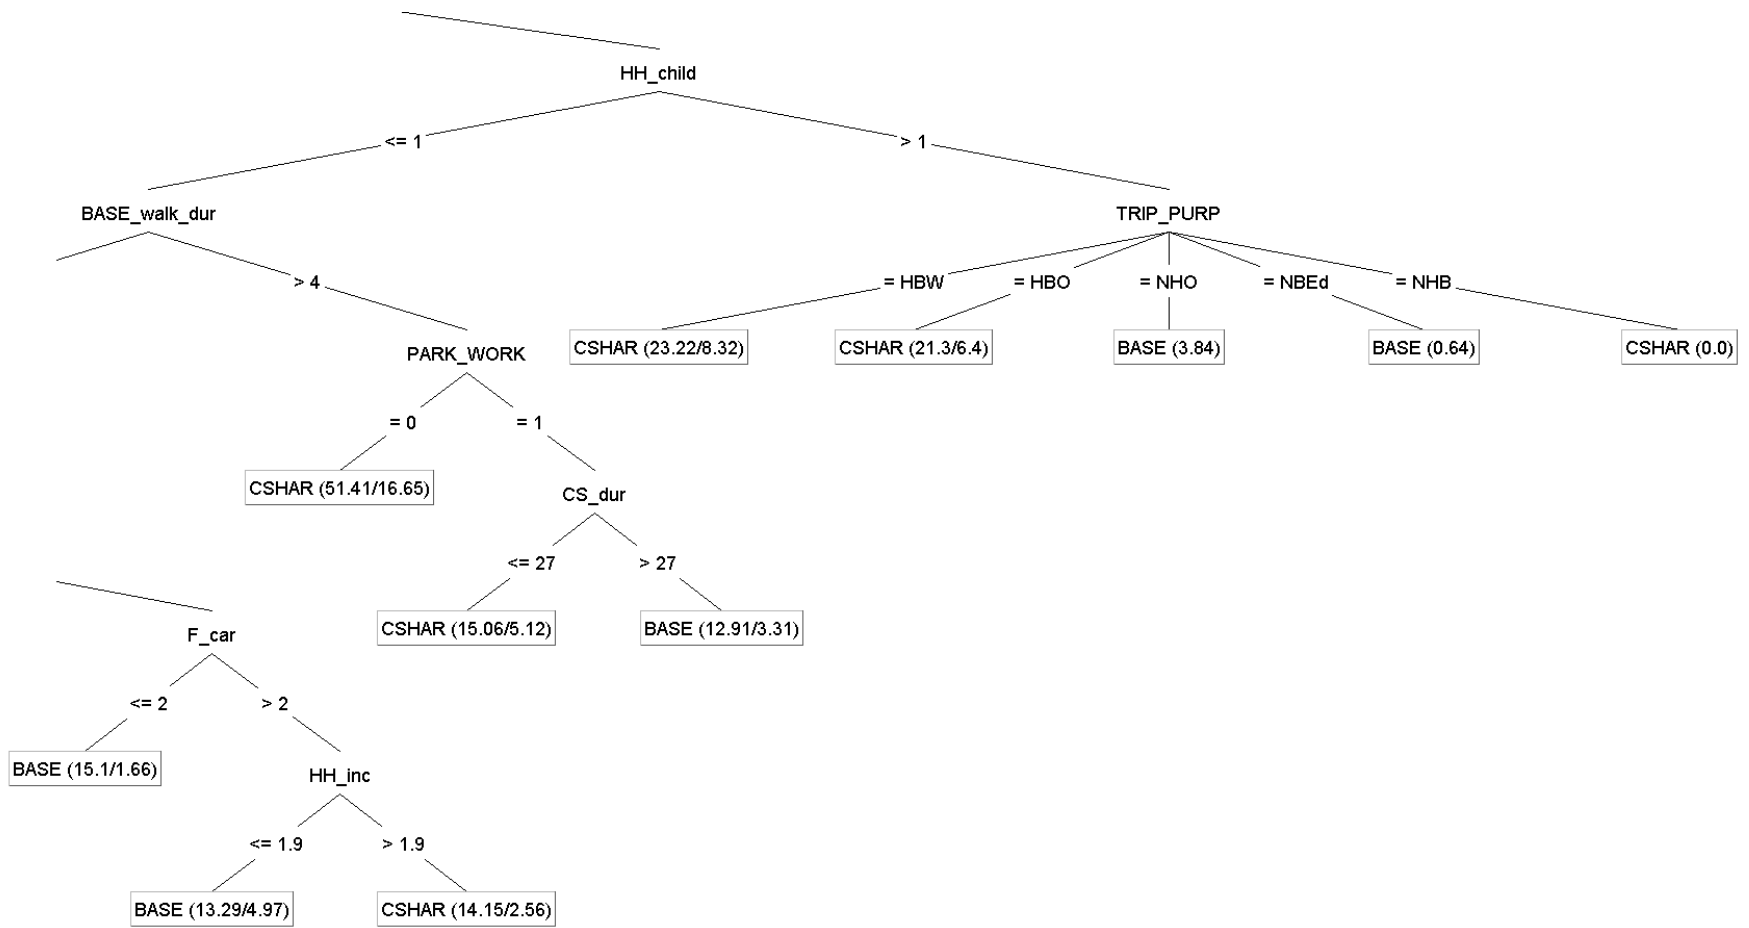 HH_child
<= 1
> 1
BASE_walk_dur
TRIP_PURP
> 4
= HBW
= HBO
= NHO
= NBEd
= NHB
PARK_WORK
CSHAR (23.22/8.32)
CSHAR (21.3/6.4)
BASE (3.84)
BASE (0.64)
CSHAR (0.0)
= 0
= 1
CSHAR (51.41/16.65)
CS_dur
<= 27
> 27
CSHAR (15.06/5.12)
BASE (12.91/3.31)
F_car
<= 2
> 2
BASE (15.1/1.66)
HH_inc
<= 1.9
> 1.9
BASE (13.29/4.97)
CSHAR (14.15/2.56)